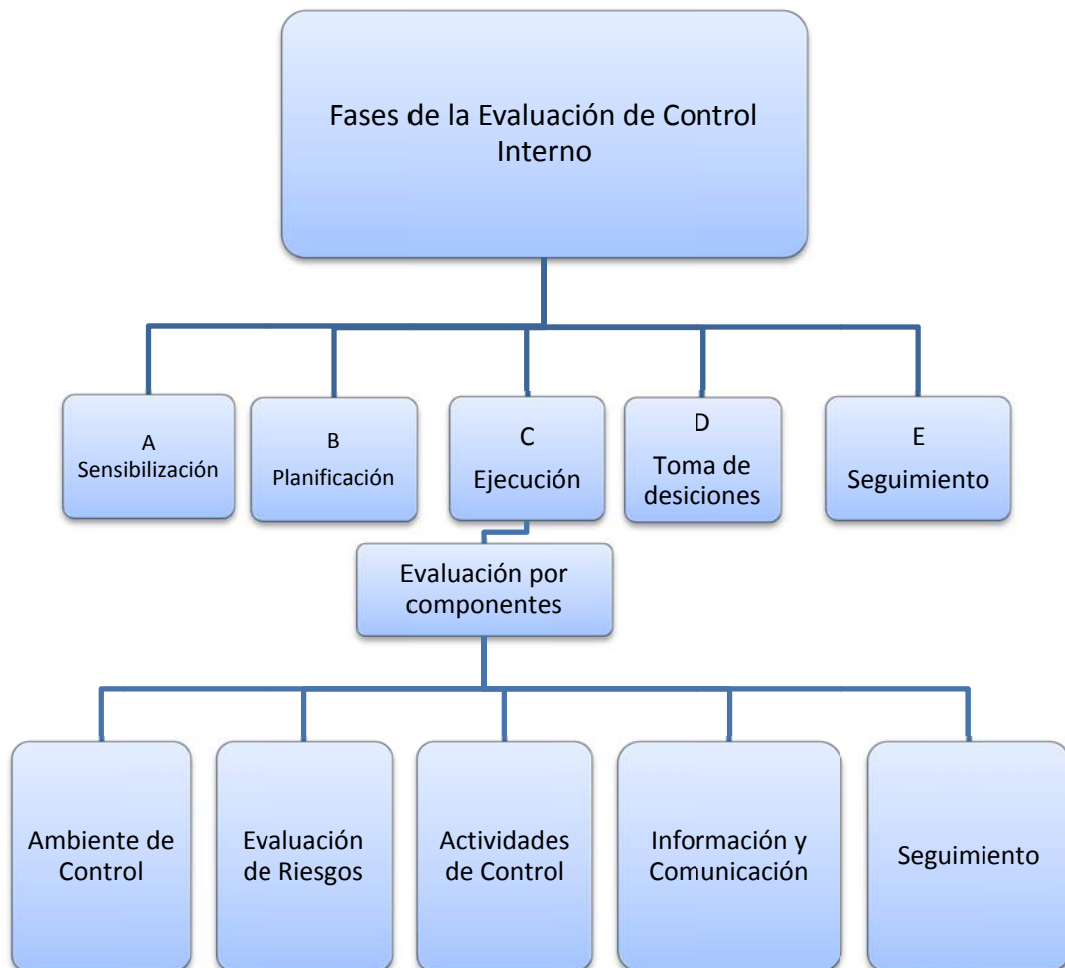 Fases de la Evaluación de Control
Interno
A
Sensibilización
B
Planificación
C
Ejecución
D
Toma de
desiciones
E
Seguimiento
Evaluación por
componentes
Ambiente de
Control
Evaluación
de Riesgos
Actividades
de Control
Información y
Comunicación
Seguimiento